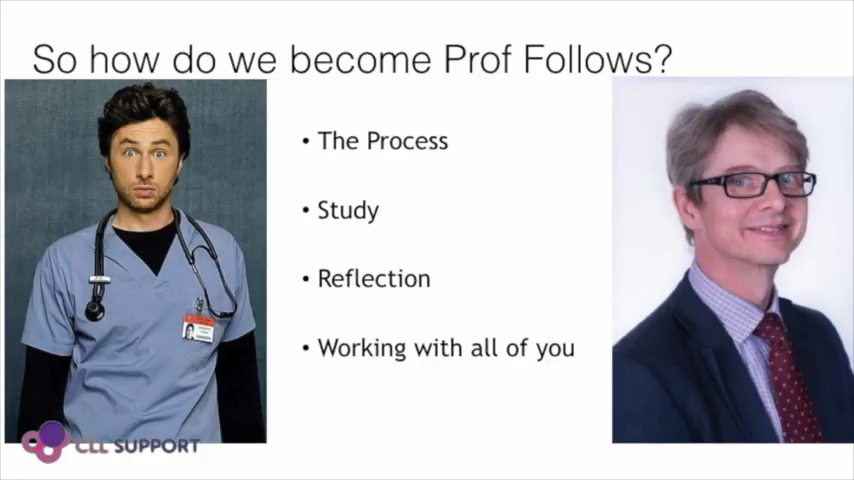 So how do we become Prof Follows?
• The Process
• Study
• Reflection
• Working with all of you
CLL SUPPORT